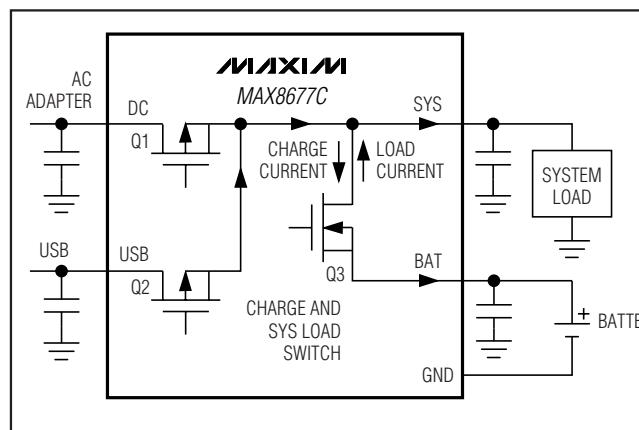 MAXIM
MAX8677C
AC
ADAPTER
DC
Q1
SYS
CHARGE
CURRENT
LOAD
CURRENT
SYSTEM
LOAD
USB
USB
Q2
Q3
BAT
CHARGE AND
SYS LOAD
SWITCH
+
BATTE
GND